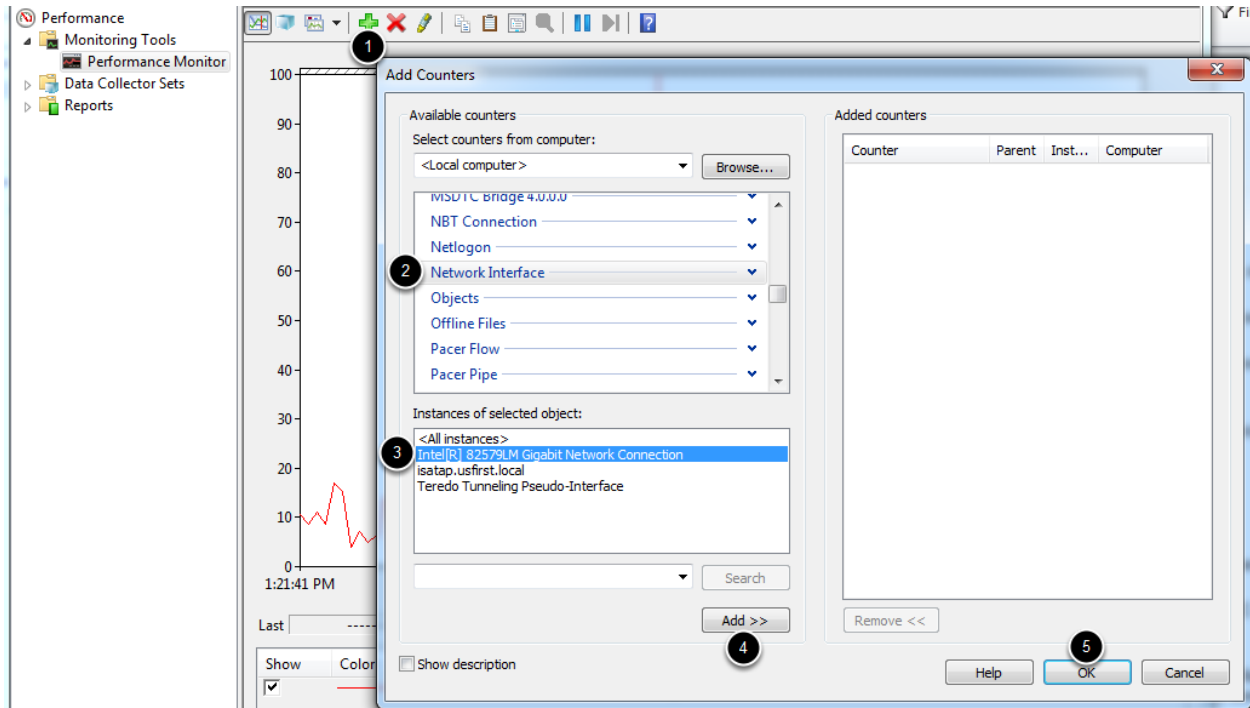 Performance
Monitoring Tools
Performance Monitor
Data Collector Sets
Reports
Fi
1
100
90
80
70
60
50
40
30
20
10
0
1:21:41 PM
Last -----
Show Color
Add Counters
Available counters
Select counters from computer:
<Local computer>
Browse...
MSDTC Bridge 4.0.0.0
NBT Connection
Netlogon
2
Network Interface
Objects
Offline Files
Pacer Flow
Pacer Pipe
Instances of selected object:
<All instances>
3
Intel[R] 82579LM Gigabit Network Connection
isatap.usfirst.local
Teredo Tunneling Pseudo-Interface
Search
Add >>
4
Show description
Added counters
Counter Parent Inst... Computer
Remove <<
5
Help OK Cancel